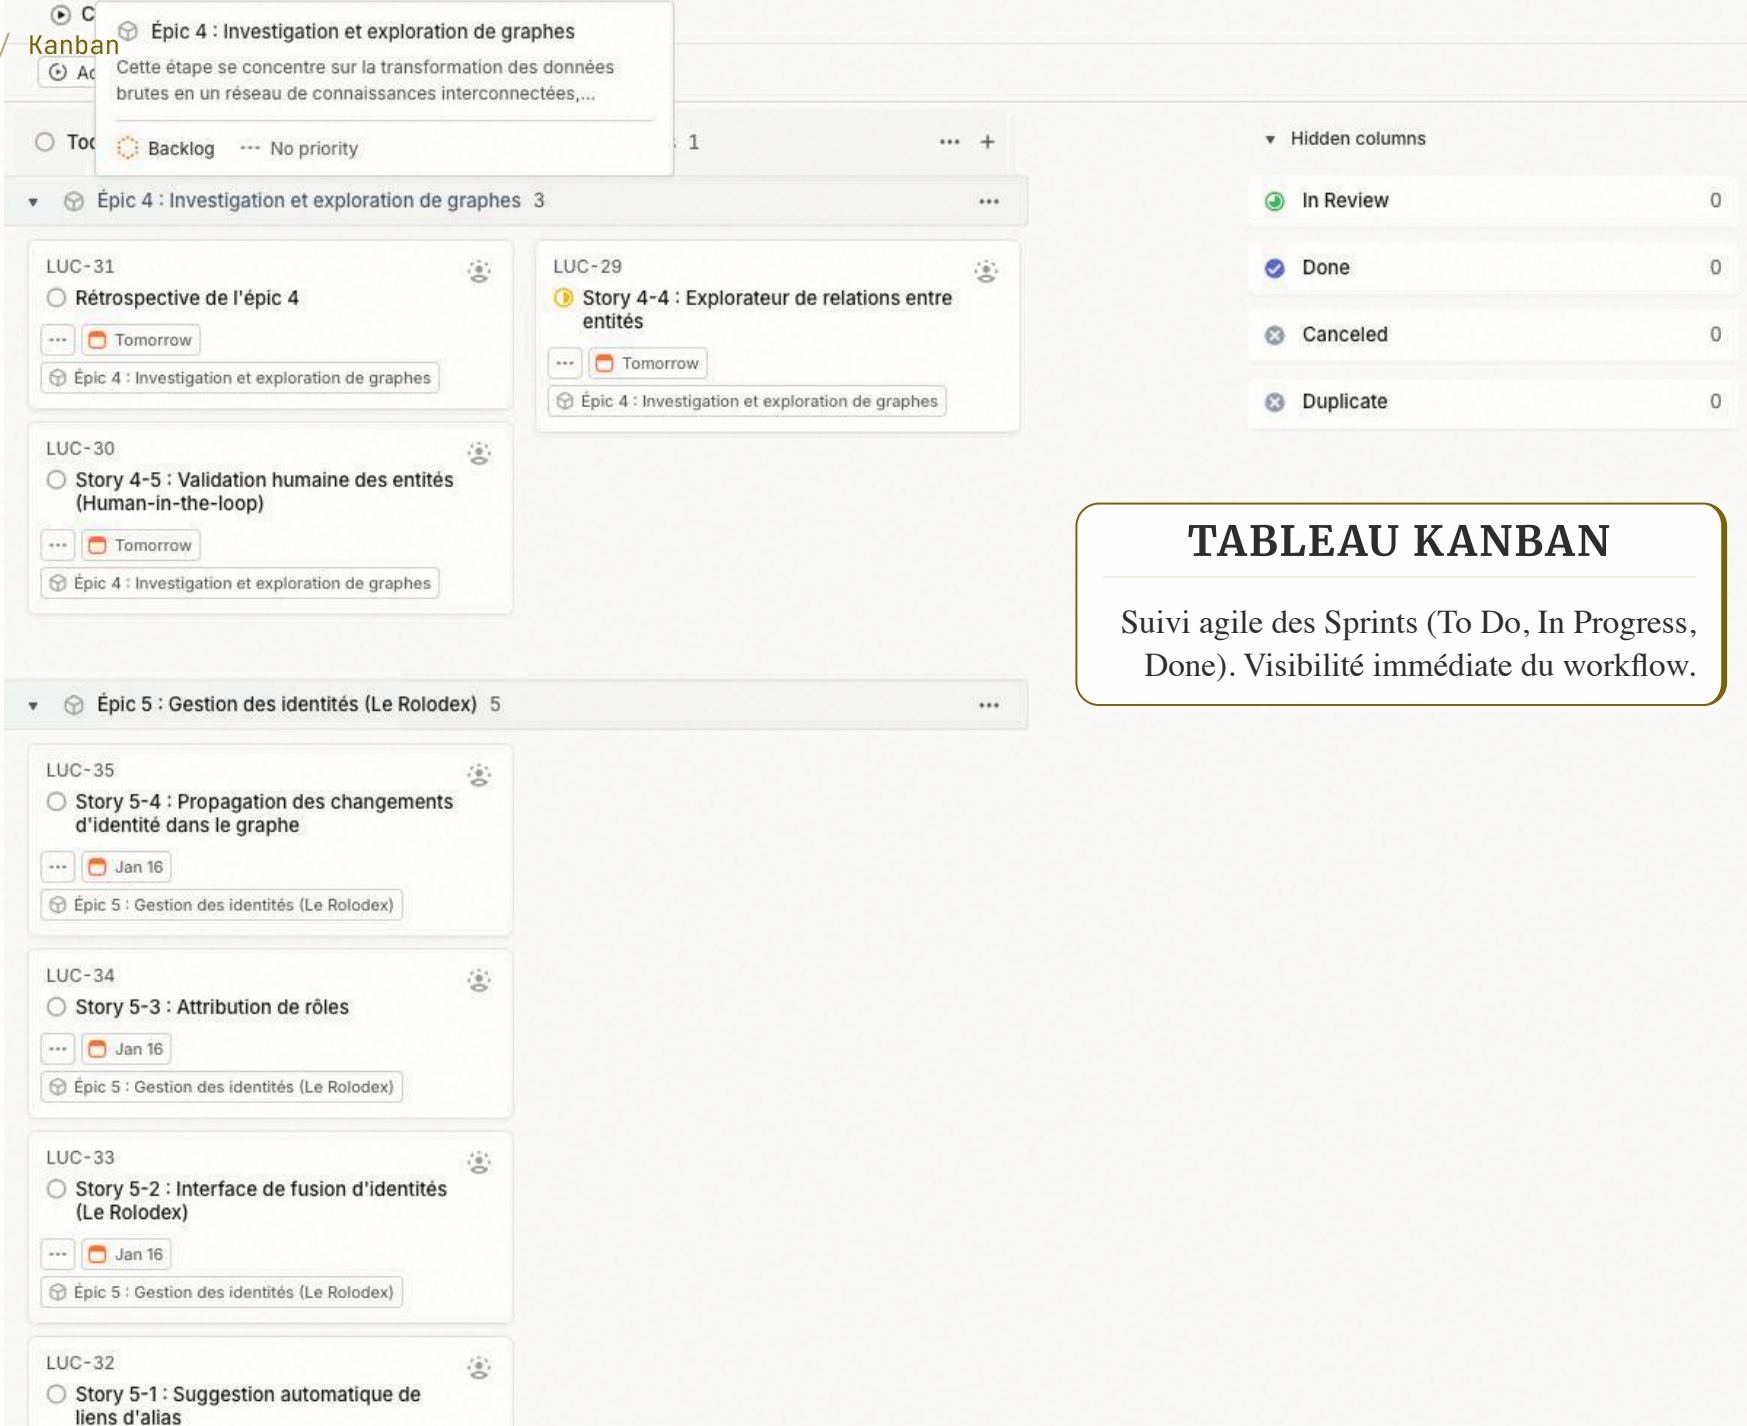 C
/ Kanban
Ac
Épic 4 : Investigation et exploration de graphes
Cette étape se concentre sur la transformation des données
brutes en un réseau de connaissances interconnectées,...
Backlog --- No priority
1
Épic 4 : Investigation et exploration de graphes 3
LUC-31
Rétrospective de l'épic 4
Tomorrow
Épic 4 : Investigation et exploration de graphes
LUC-30
Story 4-5 : Validation humaine des entités
(Human-in-the-loop)
Tomorrow
Épic 4 : Investigation et exploration de graphes
LUC-29
Story 4-4 : Explorateur de relations entre
entités
Tomorrow
Épic 4 : Investigation et exploration de graphes
Épic 5 : Gestion des identités (Le Rolodex) 5
LUC-35
Story 5-4 : Propagation des changements
d'identité dans le graphe
Jan 16
Épic 5 : Gestion des identités (Le Rolodex)
LUC-34
Story 5-3 : Attribution de rôles
Jan 16
Épic 5 : Gestion des identités (Le Rolodex)
LUC-33
Story 5-2 : Interface de fusion d'identités
(Le Rolodex)
Jan 16
Épic 5 : Gestion des identités (Le Rolodex)
LUC-32
Story 5-1 : Suggestion automatique de
liens d'alias
Hidden columns
In Review 0
Done 0
Canceled 0
Duplicate 0
TABLEAU KANBAN
Suivi agile des Sprints (To Do, In Progress,
Done). Visibilité immédiate du workflow.